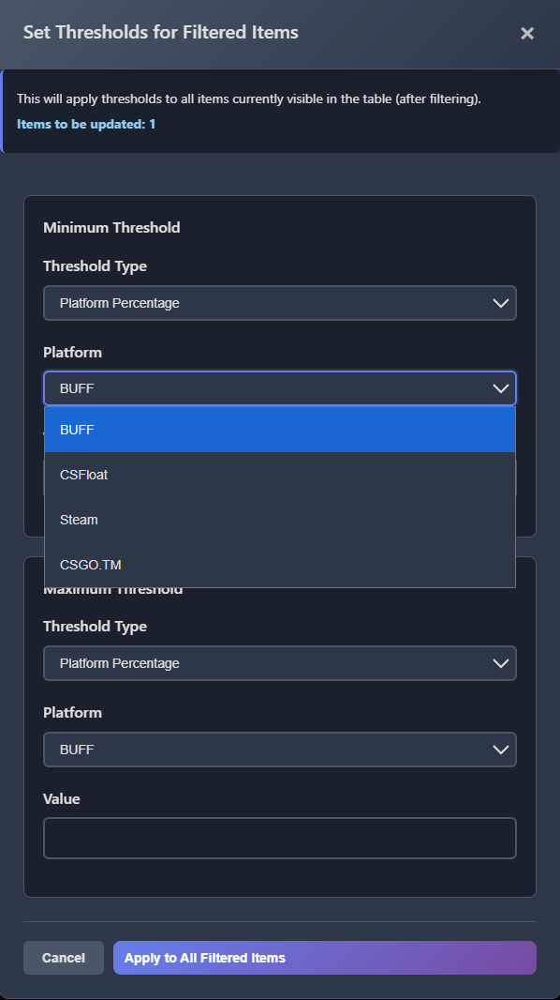 Set Thresholds for Filtered Items
This will apply thresholds to all items currently visible in the table (after filtering).
Items to be updated: 1
Minimum Threshold
Threshold Type
Platform Percentage
Platform
BUFF
BUFF
CSFloat
Steam
CSGO.TM
Maximum Threshold
Threshold Type
Platform Percentage
Platform
BUFF
Value
Cancel
Apply to All Filtered Items